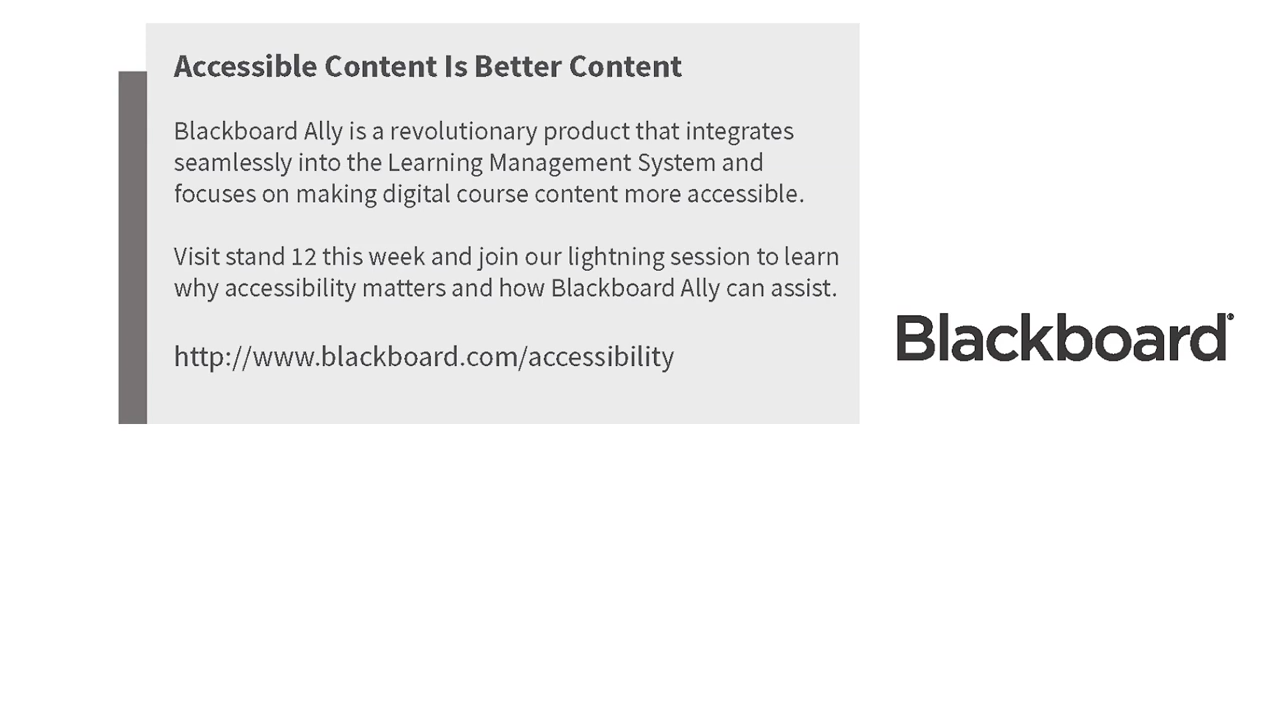 Accessible Content Is Better Content
Blackboard Ally is a revolutionary product that integrates
seamlessly into the Learning Management System and
focuses on making digital course content more accessible.
Visit stand 12 this week and join our lightning session to learn
why accessibility matters and how Blackboard Ally can assist.
http://www.blackboard.com/accessibility
Blackboard®